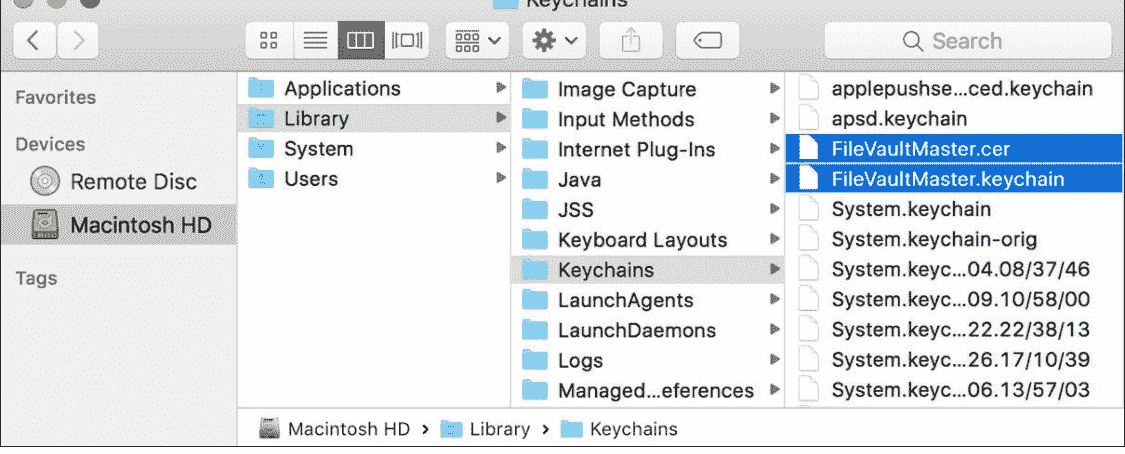 Keychains
Search
Favorites
Devices
Remote Disc
Macintosh HD
Tags
Applications
Library
System
Users
Image Capture
Input Methods
Internet Plug-Ins
Java
JSS
Keyboard Layouts
Keychains
LaunchAgents
LaunchDaemons
Logs
Managed...eferences
applepushse...ced.keychain
apsd.keychain
FileVaultMaster.cer
FileVaultMaster.keychain
System.keychain
System.keychain-orig
System.keyc...04.08/37/46
System.keyc...09.10/58/00
System.keyc...22.22/38/13
System.keyc...26.17/10/39
System.keyc...06.13/57/03
Macintosh HD › Library › Keychains